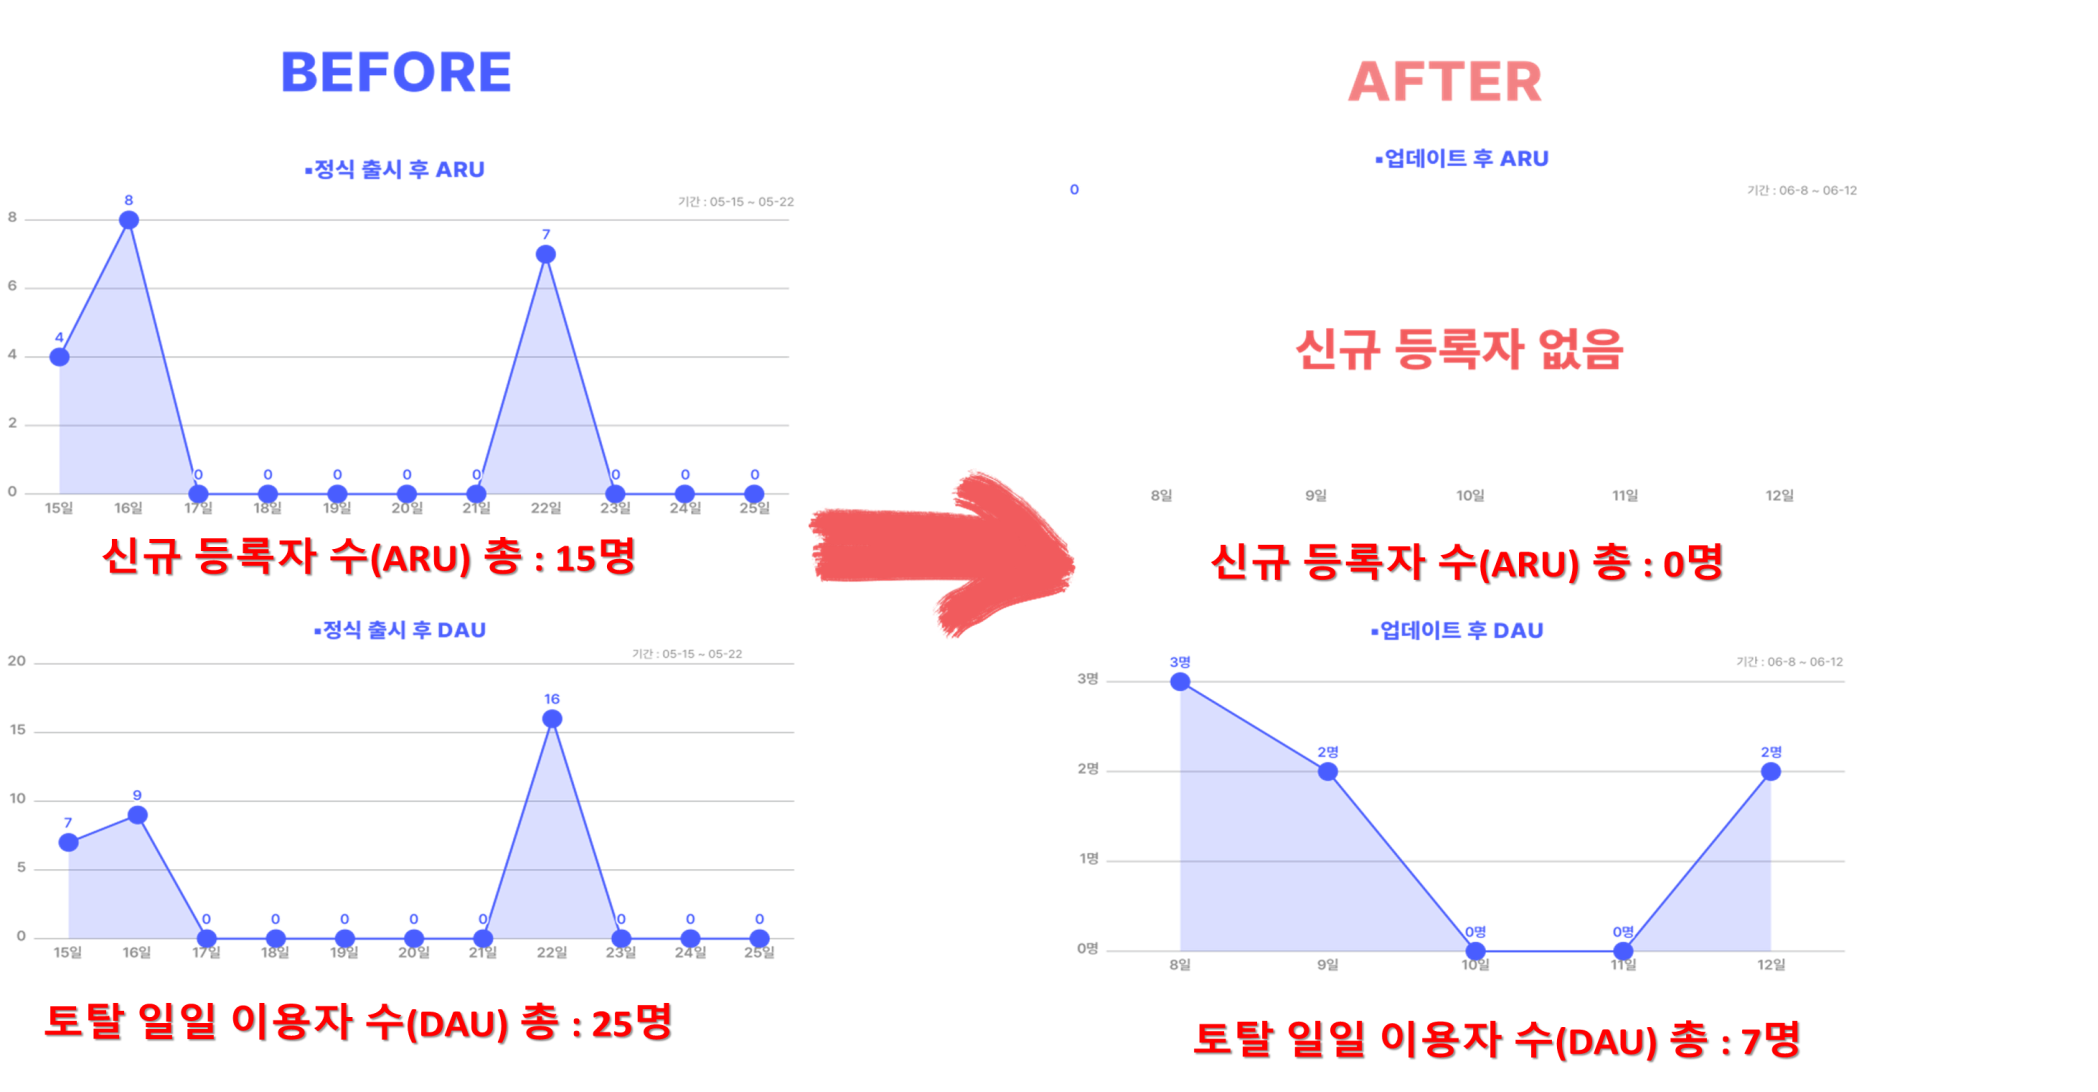 BEFORE
▪정식 출시 후 ARU
기간 : 05-15 ~ 05-22
8
6
4
2
0
4
8
0
0
0
0
0
7
0
0
0
15일 16일 17일 18일 19일 20일 21일 22일 23일 24일 25일
신규 등록자 수(ARU) 총 : 15명
▪정식 출시 후 DAU
기간 : 05-15 ~ 05-22
20
15
10
5
0
7
9
0
0
0
0
0
16
0
0
0
15일 16일 17일 18일 19일 20일 21일 22일 23일 24일 25일
토탈 일일 이용자 수(DAU) 총 : 25명
AFTER
▪업데이트 후 ARU
0
기간 : 06-8 ~ 06-12
신규 등록자 없음
8일 9일 10일 11일 12일
신규 등록자 수(ARU) 총 : 0명
▪업데이트 후 DAU
기간 : 06-8 ~ 06-12
3명
2명
1명
0명
3명
2명
0명
0명
2명
8일 9일 10일 11일 12일
토탈 일일 이용자 수(DAU) 총 : 7명